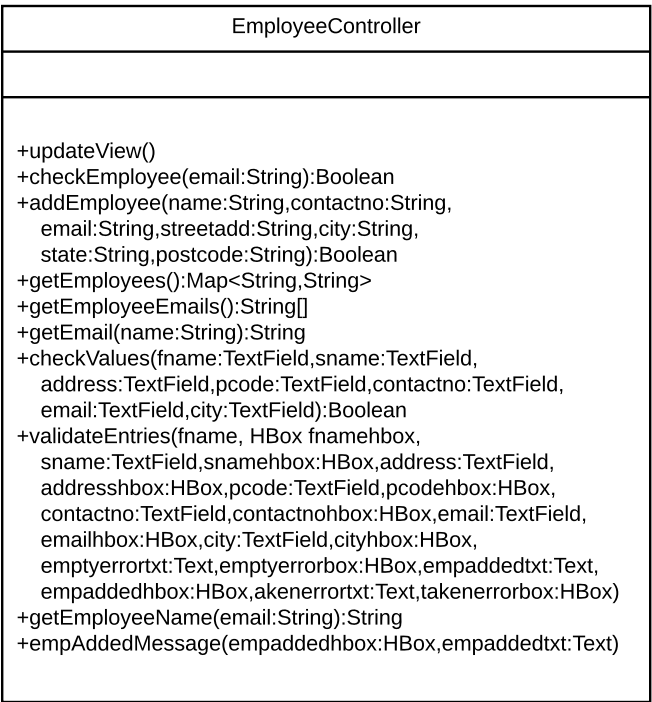 EmployeeController
+updateView()
+checkEmployee(email:String):Boolean
+addEmployee(name:String,contactno:String,
email:String,streetadd:String,city:String,
state:String,postcode:String):Boolean
+getEmployees():Map<String,String>
+getEmployeeEmails():String[]
+getEmail(name:String):String
+checkValues(fname:TextField,sname:TextField,
address:TextField,pcode:TextField,contactno:TextField,
email:TextField,city:TextField):Boolean
+validateEntries(fname, HBox fnamehbox,
sname:TextField,snamehbox:HBox,address:TextField,
addresshbox:HBox,pcode:TextField,pcodehbox:HBox,
contactno:TextField,contactnohbox:HBox,email:TextField,
emailhbox:HBox,city:TextField,cityhbox:HBox,
emptyerrortxt:Text,emptyerrorbox:HBox,empaddedtxt:Text,
empaddedhbox:HBox,akenerrortxt:Text,takenerrorbox:HBox)
+getEmployeeName(email:String):String
+empAddedMessage(empaddedhbox:HBox,empaddedtxt:Text)